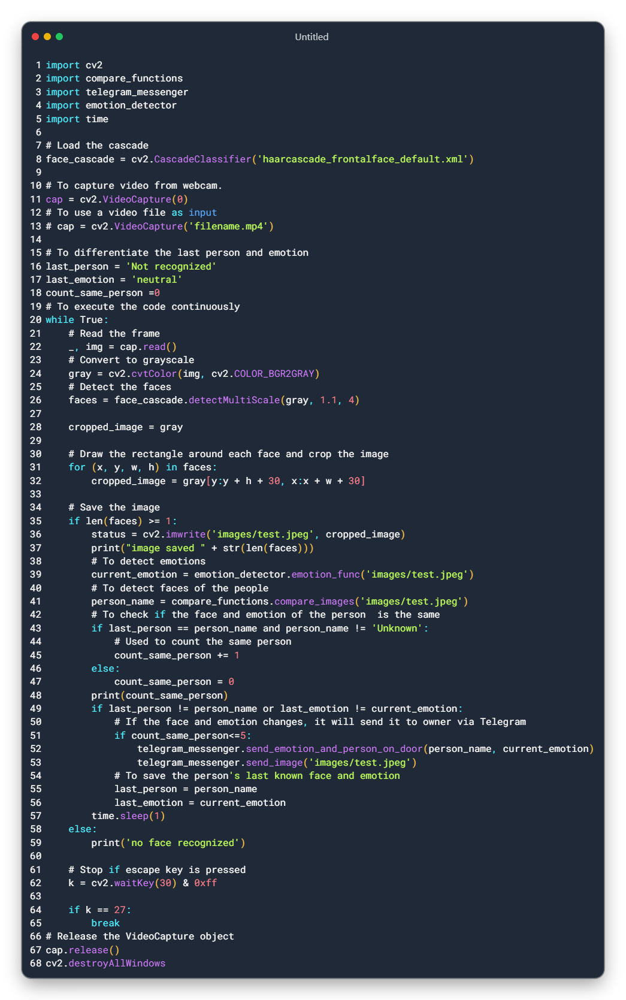 Untitled
1 import cv2
2 import compare_functions
3 import telegram_messenger
4 import emotion_detector
5 import time
6
7 # Load the cascade
8 face_cascade = cv2.CascadeClassifier('haarcascade_frontalface_default.xml')
9
10 # To capture video from webcam.
11 cap = cv2.VideoCapture(0)
12 # To use a video file as input
13 # cap = cv2.VideoCapture('filename.mp4')
14
15 # To differentiate the last person and emotion
16 last_person = 'Not recognized'
17 last_emotion = 'neutral'
18 count_same_person =0
19 # To execute the code continuously
20 while True:
21     # Read the frame
22     _, img = cap.read()
23     # Convert to grayscale
24     gray = cv2.cvtColor(img, cv2.COLOR_BGR2GRAY)
25     # Detect the faces
26     faces = face_cascade.detectMultiScale(gray, 1.1, 4)
27
28     cropped_image = gray
29
30     # Draw the rectangle around each face and crop the image
31     for (x, y, w, h) in faces:
32         cropped_image = gray[y:y + h + 30, x:x + w + 30]
33
34     # Save the image
35     if len(faces) >= 1:
36         status = cv2.imwrite('images/test.jpeg', cropped_image)
37         print("image saved " + str(len(faces)))
38         # To detect emotions
39         current_emotion = emotion_detector.emotion_func('images/test.jpeg')
40         # To detect faces of the people
41         person_name = compare_functions.compare_images('images/test.jpeg')
42         # To check if the face and emotion of the person  is the same
43         if last_person == person_name and person_name != 'Unknown':
44             # Used to count the same person
45             count_same_person += 1
46         else:
47             count_same_person = 0
48         print(count_same_person)
49         if last_person != person_name or last_emotion != current_emotion:
50             # If the face and emotion changes, it will send it to owner via Telegram
51             if count_same_person<=5:
52                 telegram_messenger.send_emotion_and_person_on_door(person_name, current_emotion)
53                 telegram_messenger.send_image('images/test.jpeg')
54             # To save the person's last known face and emotion
55             last_person = person_name
56             last_emotion = current_emotion
57         time.sleep(1)
58     else:
59         print('no face recognized')
60
61     # Stop if escape key is pressed
62     k = cv2.waitKey(30) & 0xff
63
64     if k == 27:
65         break
66 # Release the VideoCapture object
67 cap.release()
68 cv2.destroyAllWindows